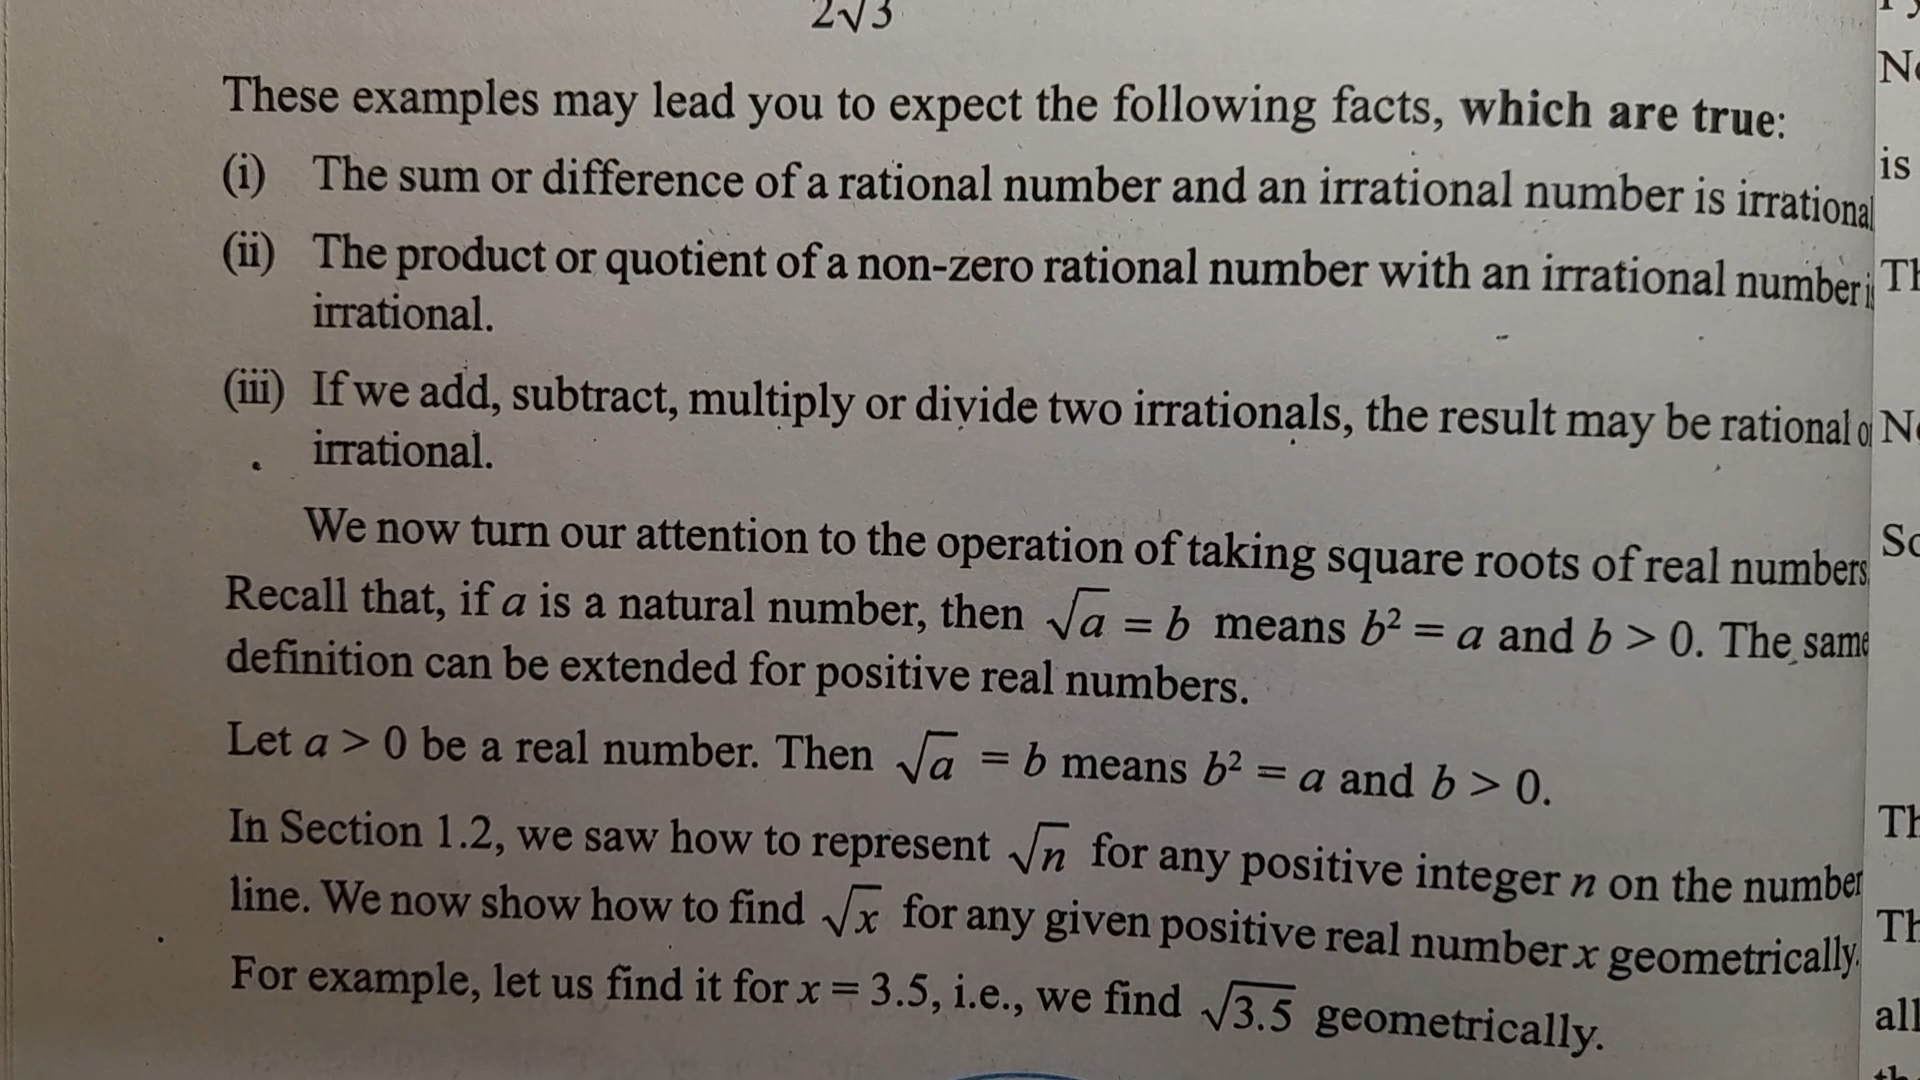 2√3
These examples may lead you to expect the following facts, which are true:
(i) The sum or difference of a rational number and an irrational number is irrational
(ii) The product or quotient of a non-zero rational number with an irrational number is
irrational.
(iii) If we add, subtract, multiply or divide two irrationals, the result may be rational or
irrational.
We now turn our attention to the operation of taking square roots of real numbers
Recall that, if a is a natural number, then √a = b means b² = a and b > 0. The same
definition can be extended for positive real numbers.
Let a > 0 be a real number. Then √a = b means b² = a and b > 0.
In Section 1.2, we saw how to represent √n for any positive integer n on the number
line. We now show how to find √x for any given positive real number x geometrically.
For example, let us find it for x = 3.5, i.e., we find √3.5 geometrically.
is
all